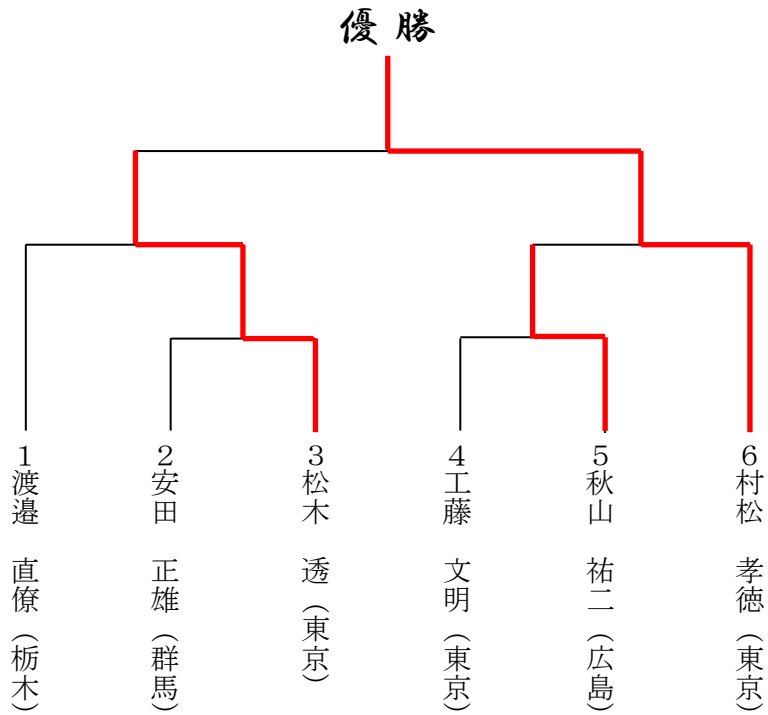 優勝
1 渡邉 直僚（栃木）
2 安田 正雄（群馬）
3 松木 透（東京）
4 工藤 文明（東京）
5 秋山 祐二（広島）
6 村松 孝徳（東京）